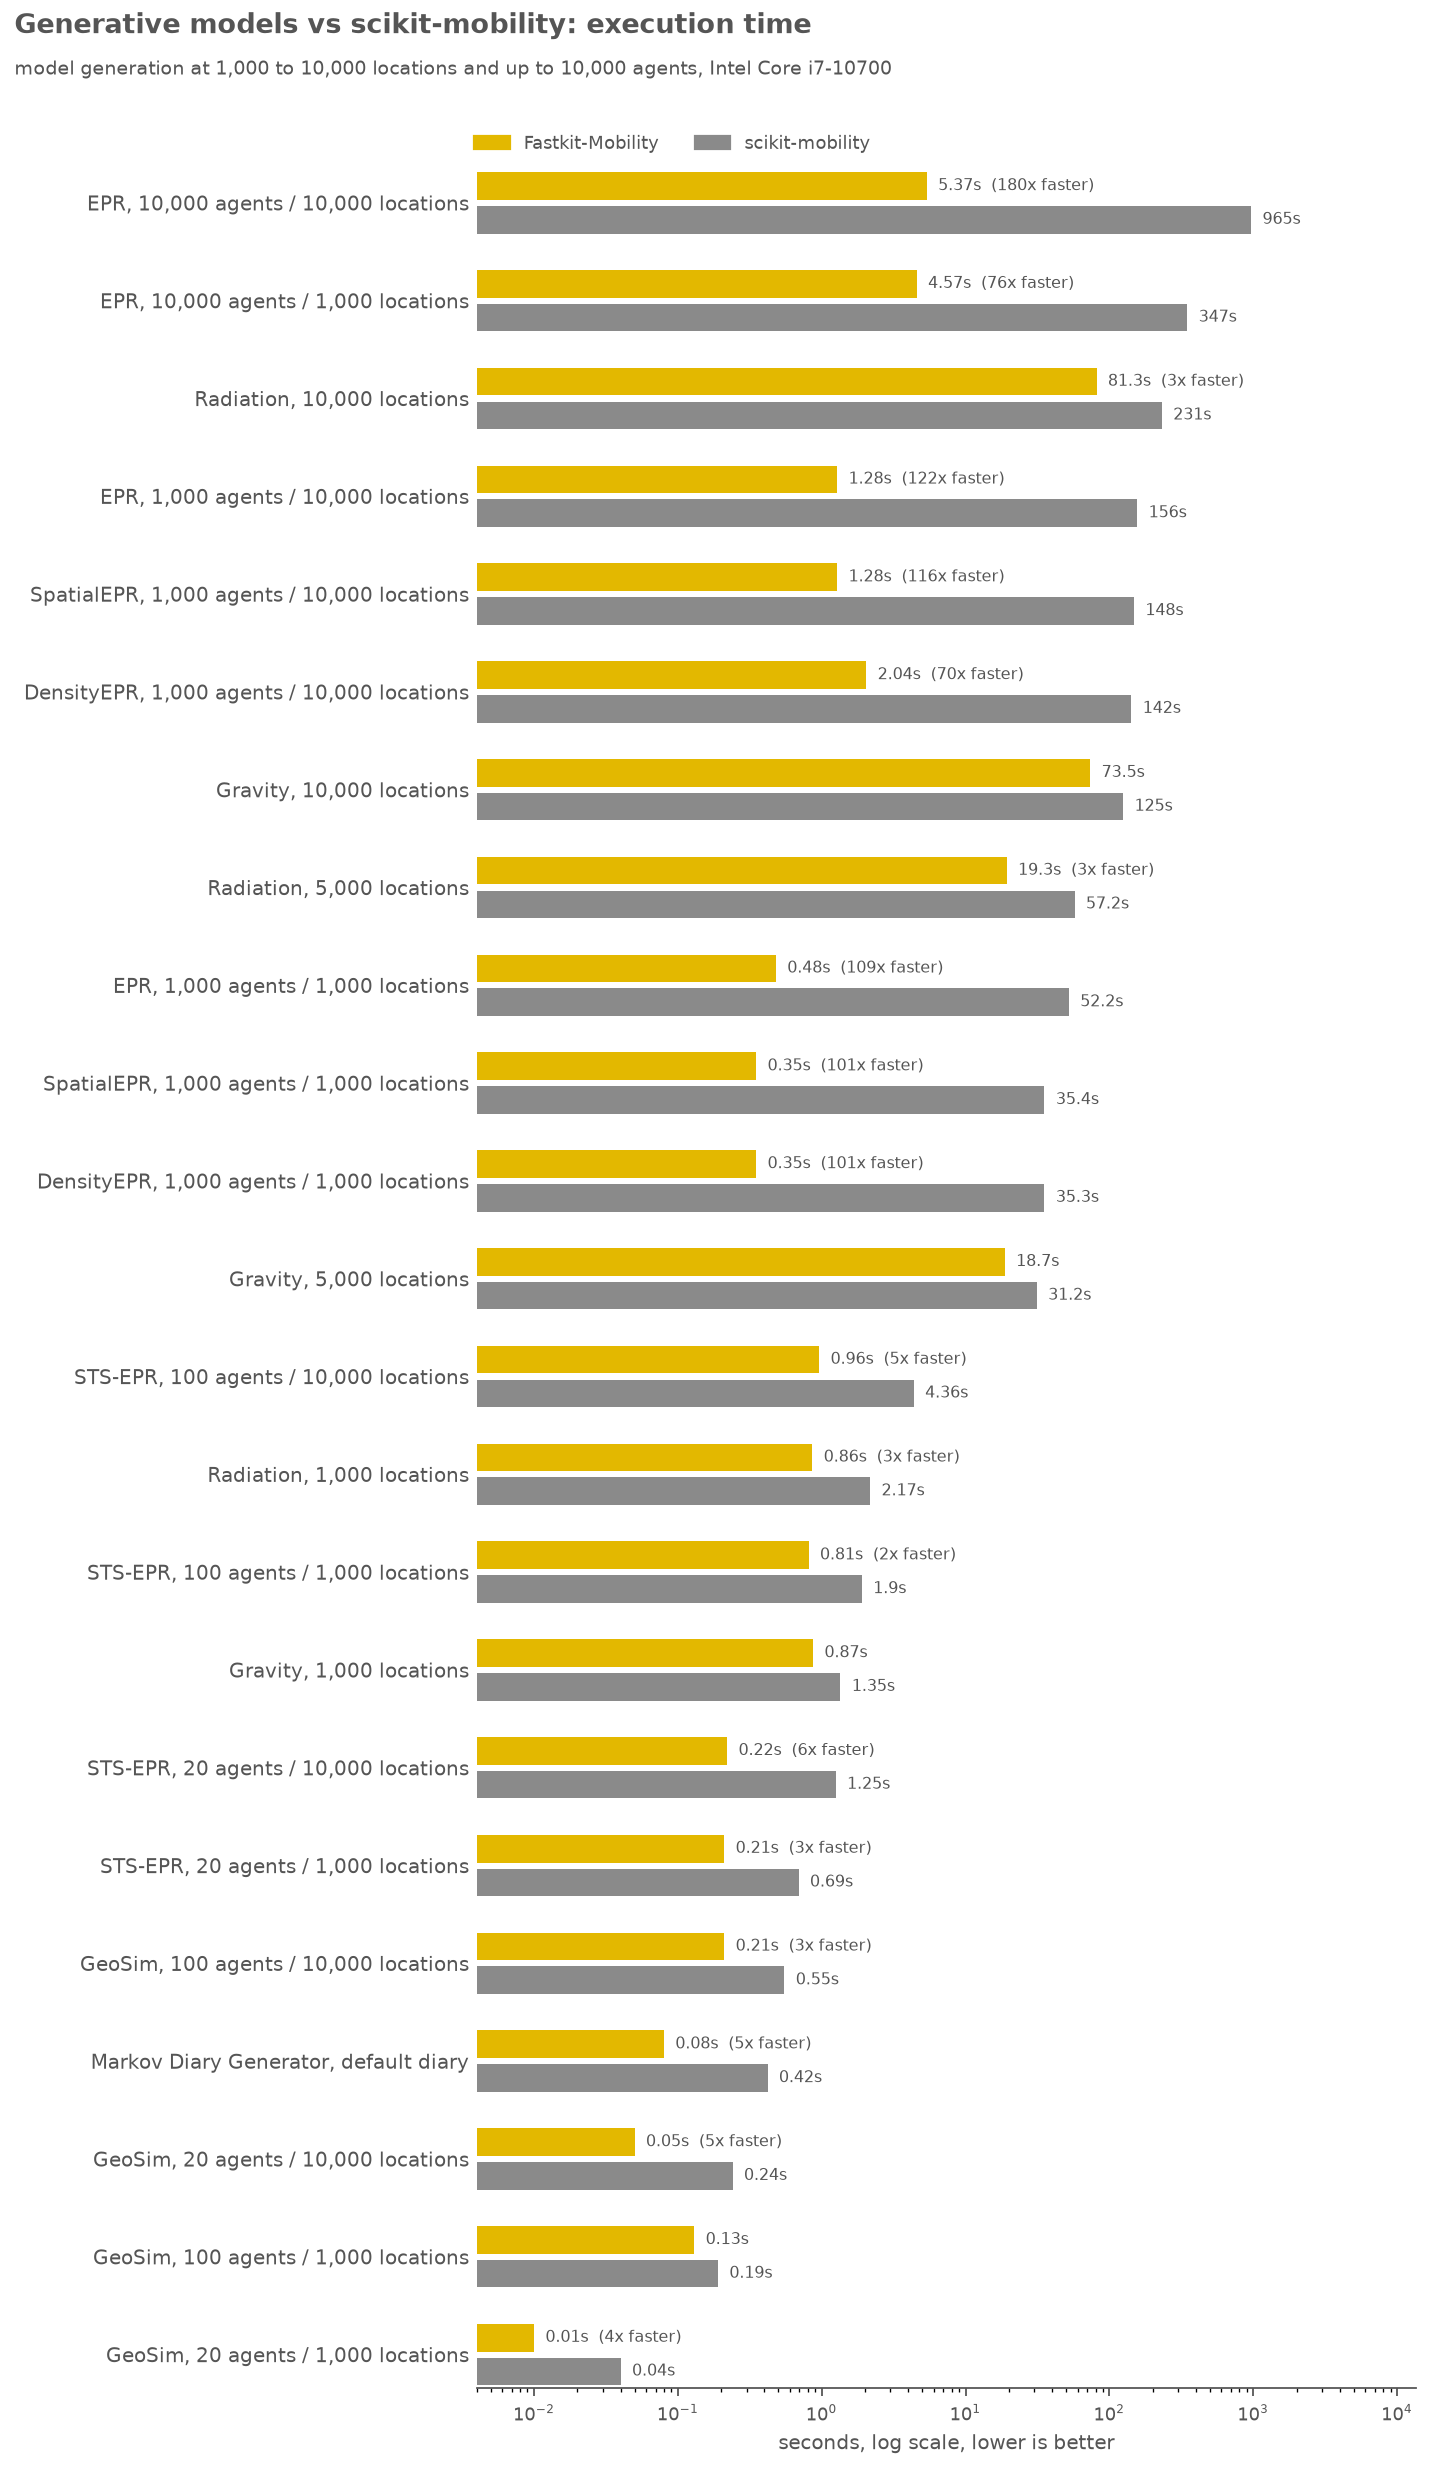 Generative models vs scikit-mobility: execution time
model generation at 1,000 to 10,000 locations and up to 10,000 agents, Intel Core i7-10700
Fastkit-Mobility scikit-mobility
EPR, 10,000 agents / 10,000 locations
5.37s (180x faster)
965s
EPR, 10,000 agents / 1,000 locations
4.57s (76x faster)
347s
Radiation, 10,000 locations
81.3s (3x faster)
231s
EPR, 1,000 agents / 10,000 locations
1.28s (122x faster)
156s
SpatialEPR, 1,000 agents / 10,000 locations
1.28s (116x faster)
148s
DensityEPR, 1,000 agents / 10,000 locations
2.04s (70x faster)
142s
Gravity, 10,000 locations
73.5s
125s
Radiation, 5,000 locations
19.3s (3x faster)
57.2s
EPR, 1,000 agents / 1,000 locations
0.48s (109x faster)
52.2s
SpatialEPR, 1,000 agents / 1,000 locations
0.35s (101x faster)
35.4s
DensityEPR, 1,000 agents / 1,000 locations
0.35s (101x faster)
35.3s
Gravity, 5,000 locations
18.7s
31.2s
STS-EPR, 100 agents / 10,000 locations
0.96s (5x faster)
4.36s
Radiation, 1,000 locations
0.86s (3x faster)
2.17s
STS-EPR, 100 agents / 1,000 locations
0.81s (2x faster)
1.9s
Gravity, 1,000 locations
0.87s
1.35s
STS-EPR, 20 agents / 10,000 locations
0.22s (6x faster)
1.25s
STS-EPR, 20 agents / 1,000 locations
0.21s (3x faster)
0.69s
GeoSim, 100 agents / 10,000 locations
0.21s (3x faster)
0.55s
Markov Diary Generator, default diary
0.08s (5x faster)
0.42s
GeoSim, 20 agents / 10,000 locations
0.05s (5x faster)
0.24s
GeoSim, 100 agents / 1,000 locations
0.13s
0.19s
GeoSim, 20 agents / 1,000 locations
0.01s (4x faster)
0.04s
10⁻² 10⁻¹ 10⁰ 10¹ 10² 10³ 10⁴
seconds, log scale, lower is better